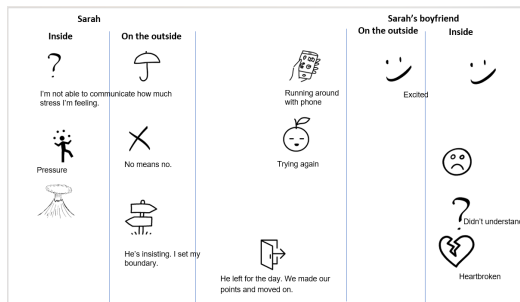 Sarah
Sarah's boyfriend
Inside
On the outside
On the outside
Inside
I'm not able to communicate how much
stress I'm feeling.
Running around
with phone
Excited
Pressure
No means no.
Trying again
He's insisting. I set my
boundary.
Didn't understand
He left for the day. We made our
points and moved on.
Heartbroken